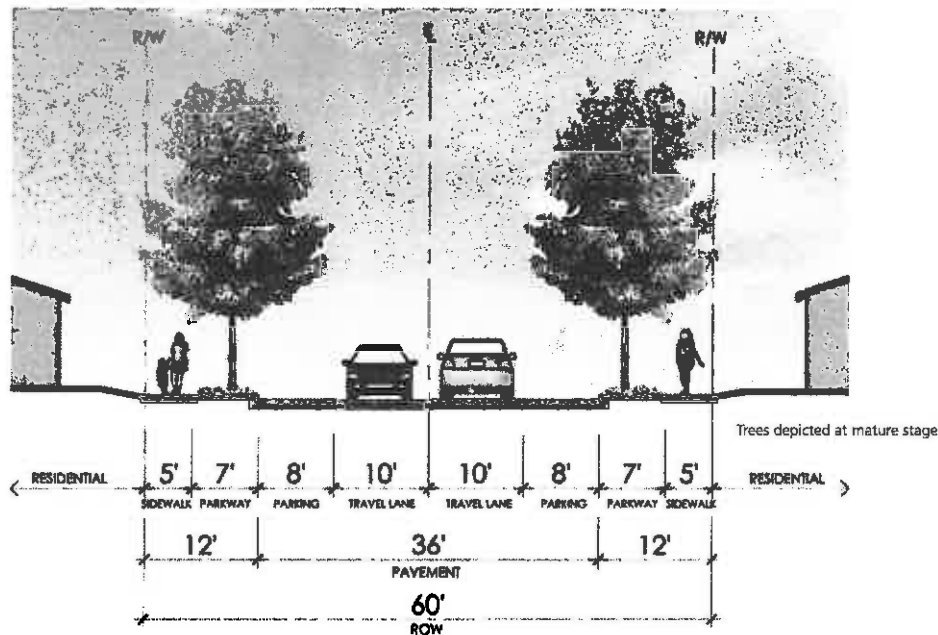 R/W ℄ R/W
Trees depicted at mature stage
RESIDENTIAL 5' 7' 8' 10' 10' 8' 7' 5' RESIDENTIAL
SIDEWALK PARKWAY PARKING TRAVEL LANE TRAVEL LANE PARKING PARKWAY SIDEWALK
12' 36' 12'
PAVEMENT
60'
ROW